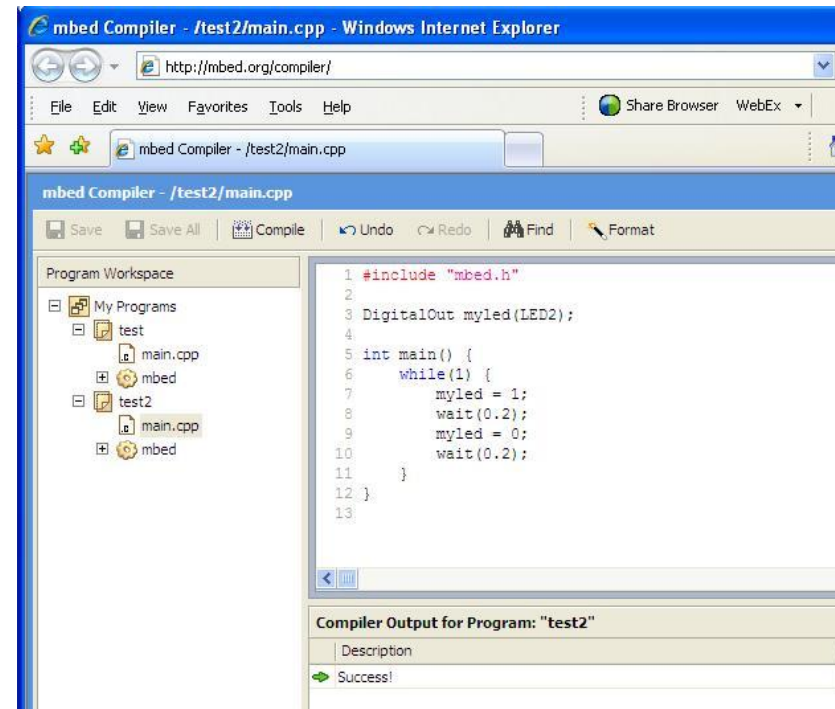 mbed Compiler - /test2/main.cpp - Windows Internet Explorer
http://mbed.org/compiler/
File Edit View Favorites Tools Help Share Browser WebEx
mbed Compiler - /test2/main.cpp
mbed Compiler - /test2/main.cpp
Save Save All Compile Undo Redo Find Format
Program Workspace
My Programs
test
main.cpp
mbed
test2
main.cpp
mbed
1 #include "mbed.h"
2
3 DigitalOut myled(LED2);
4
5 int main() {
6     while(1) {
7         myled = 1;
8         wait(0.2);
9         myled = 0;
10         wait(0.2);
11     }
12 }
13
Compiler Output for Program: "test2"
Description
Success!